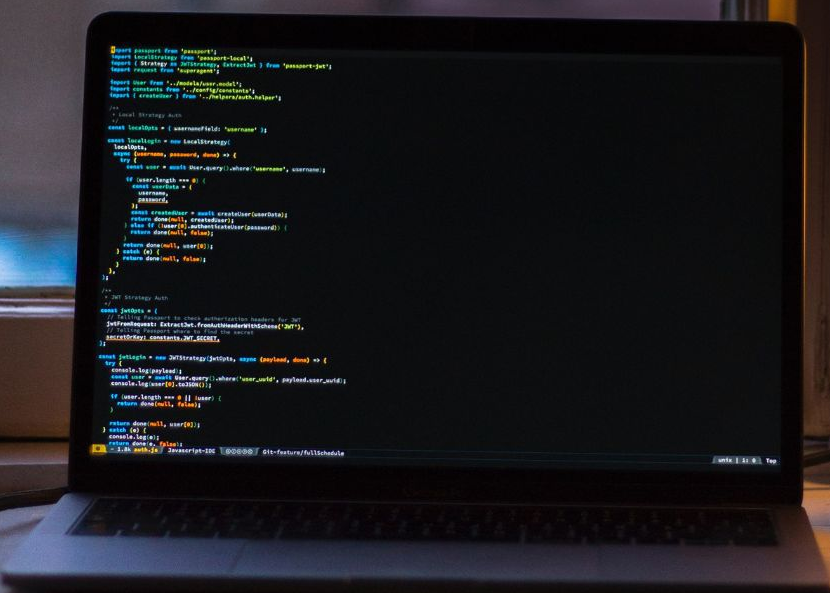 import passport from 'passport';
import LocalStrategy from 'passport-local';
import { Strategy as JWTStrategy, ExtractJwt } from 'passport-jwt';
import request from 'superagent';
import User from '../models/user.model';
import constants from '../config/constants';
import { createUser } from '../helpers/auth.helper';
/**
* Local Strategy Auth
*/
const localOpts = { usernameField: 'username' };
const localLogin = new LocalStrategy(
localOpts,
async (username, password, done) => {
try {
const user = await User.query().where('username', username);
if (user.length === 0) {
const userData = {
username,
password,
};
const createdUser = await createUser(userData);
return done(null, createdUser);
} else if (!user[0].authenticateUser(password)) {
return done(null, false);
}
return done(null, user[0]);
} catch (e) {
return done(null, false);
}
},
);
/**
* JWT Strategy Auth
*/
const jwtOpts = {
// Telling Passport to check authorization headers for JWT
jwtFromRequest: ExtractJwt.fromAuthHeaderWithScheme('JWT'),
// Telling Passport where to find the secret
secretOrKey: constants.JWT_SECRET,
};
const jwtLogin = new JWTStrategy(jwtOpts, async (payload, done) => {
try {
console.log(payload);
const user = await User.query().where('user_uuid', payload.user_uuid);
console.log(user[0].toJSON());
if (user.length === 0 || !user) {
return done(null, false);
}
return done(null, user[0]);
} catch (e) {
console.log(e);
return done(e, false);
- 1.8k auth.js Javascript-IDE Git-feature/fullSchedule unix | 1: 0 Top